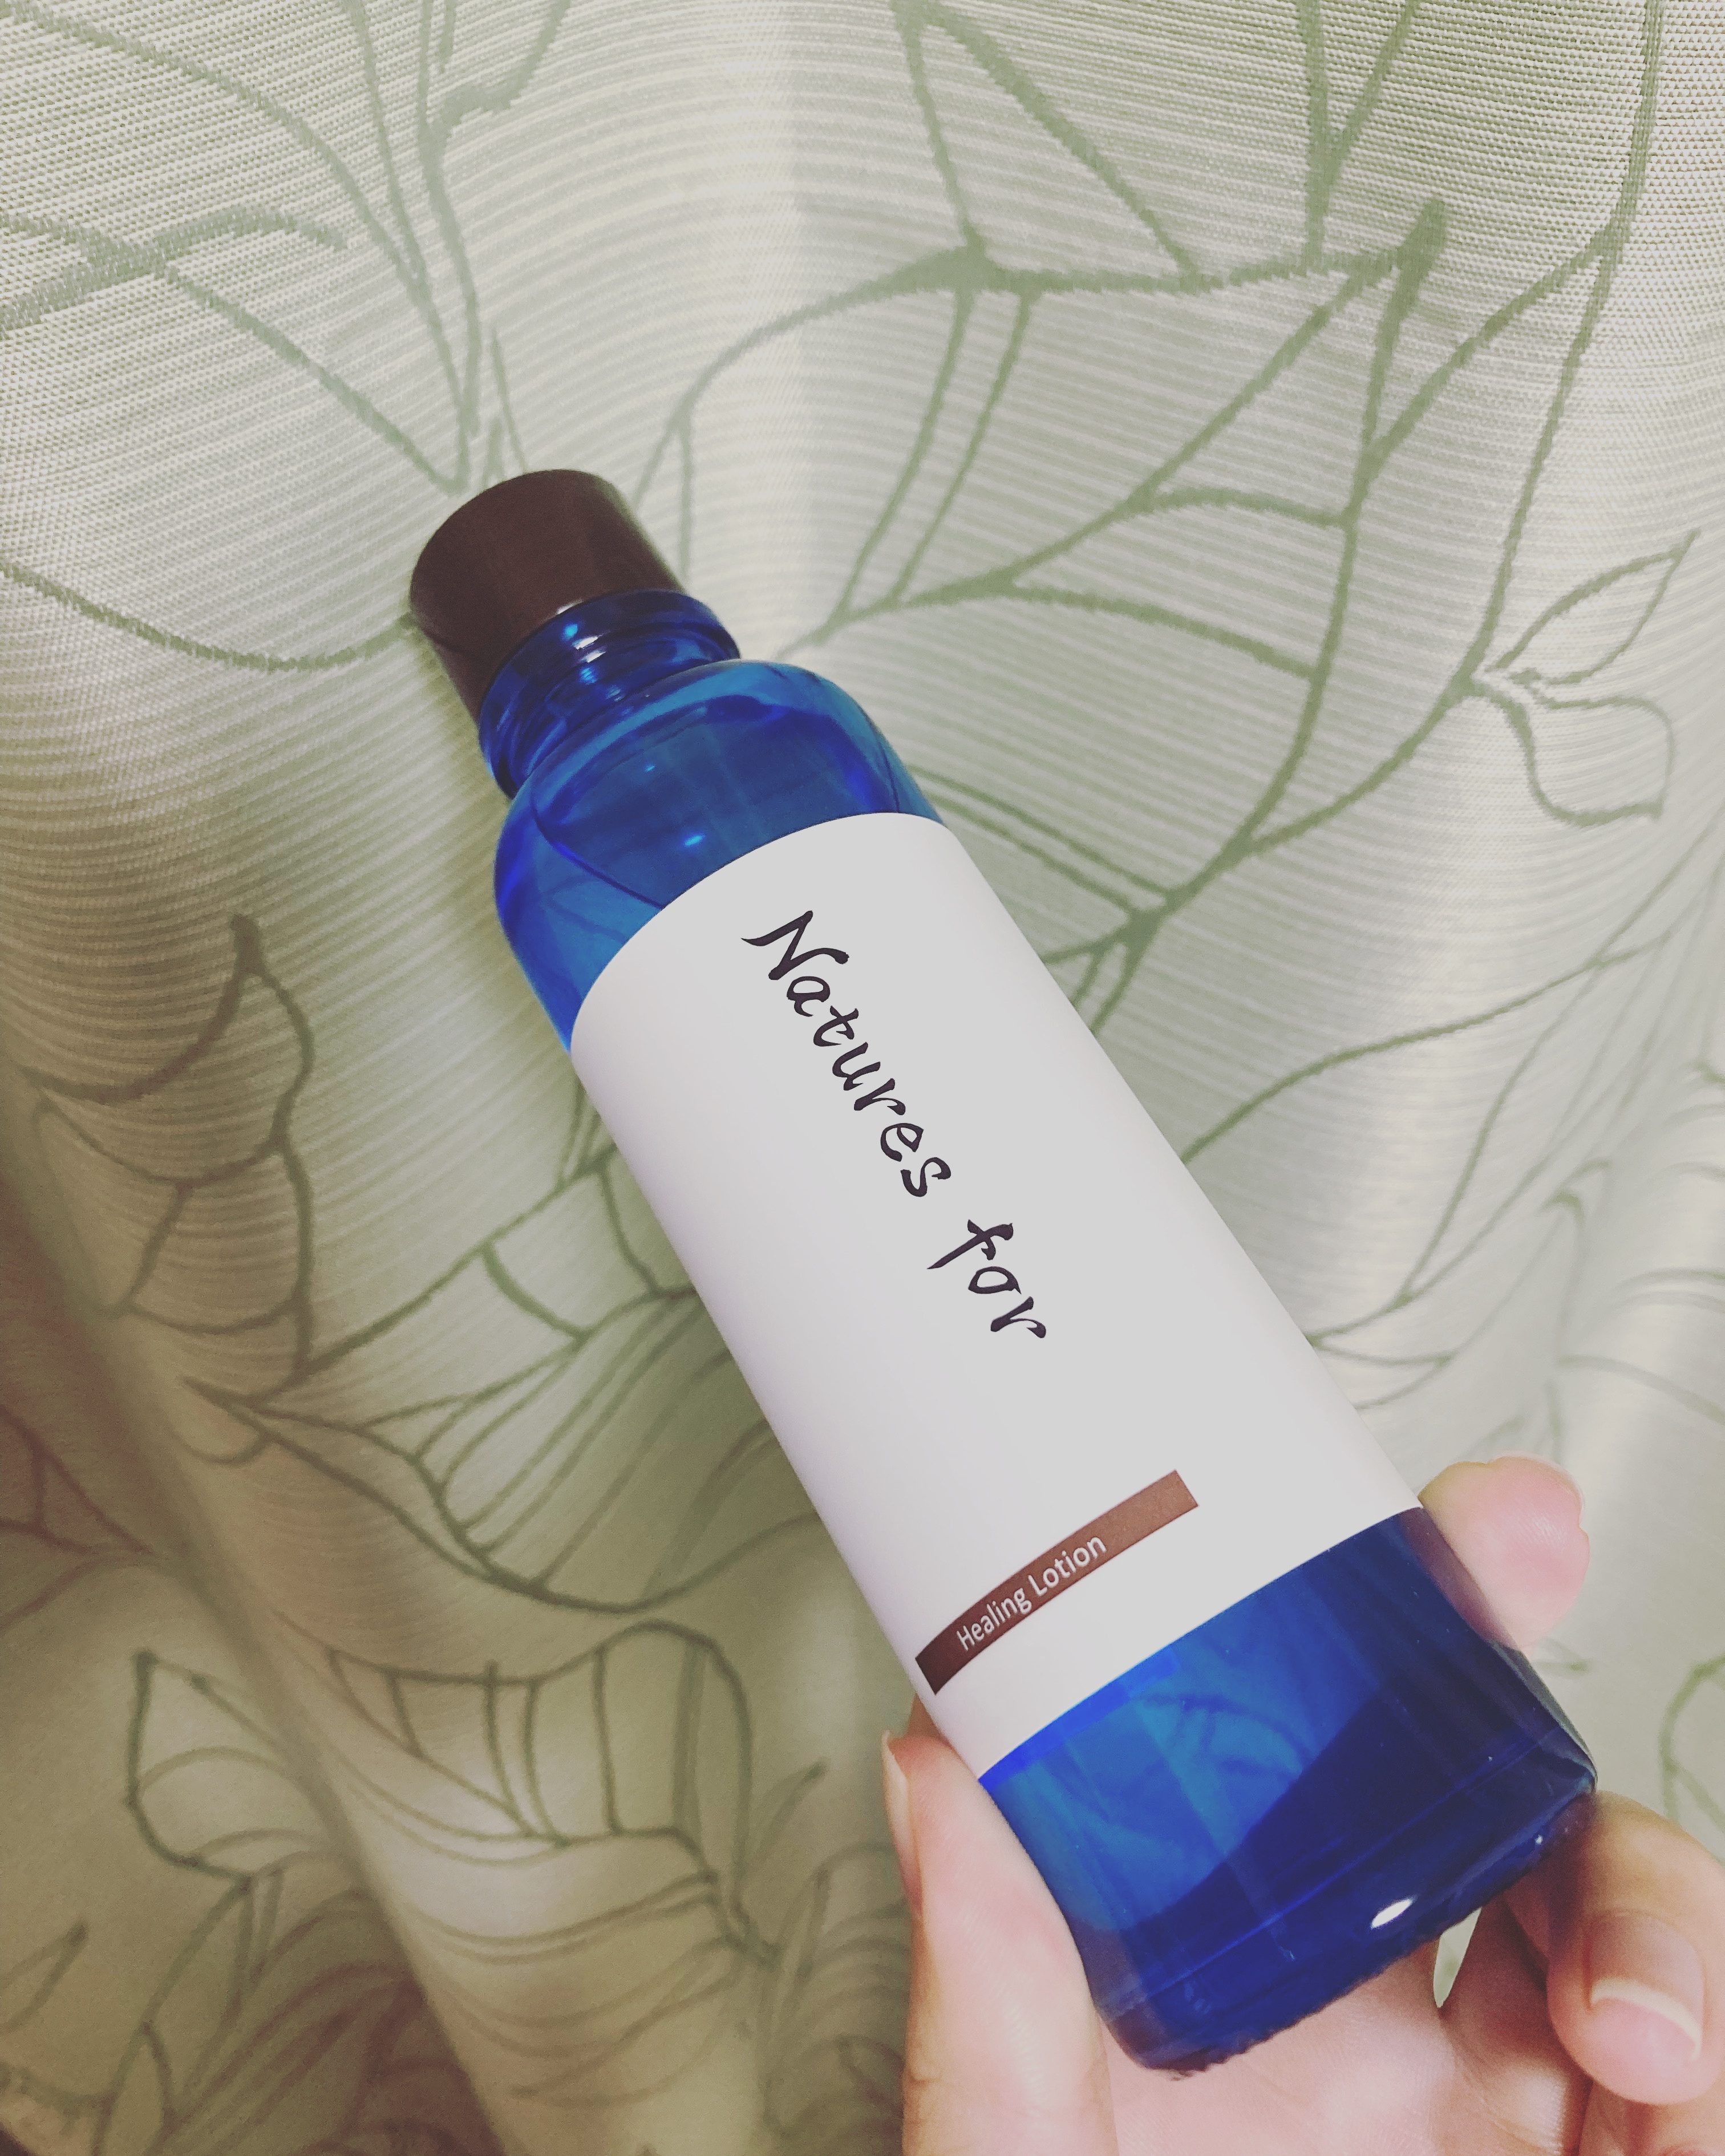 Natures for
Healing Lotion